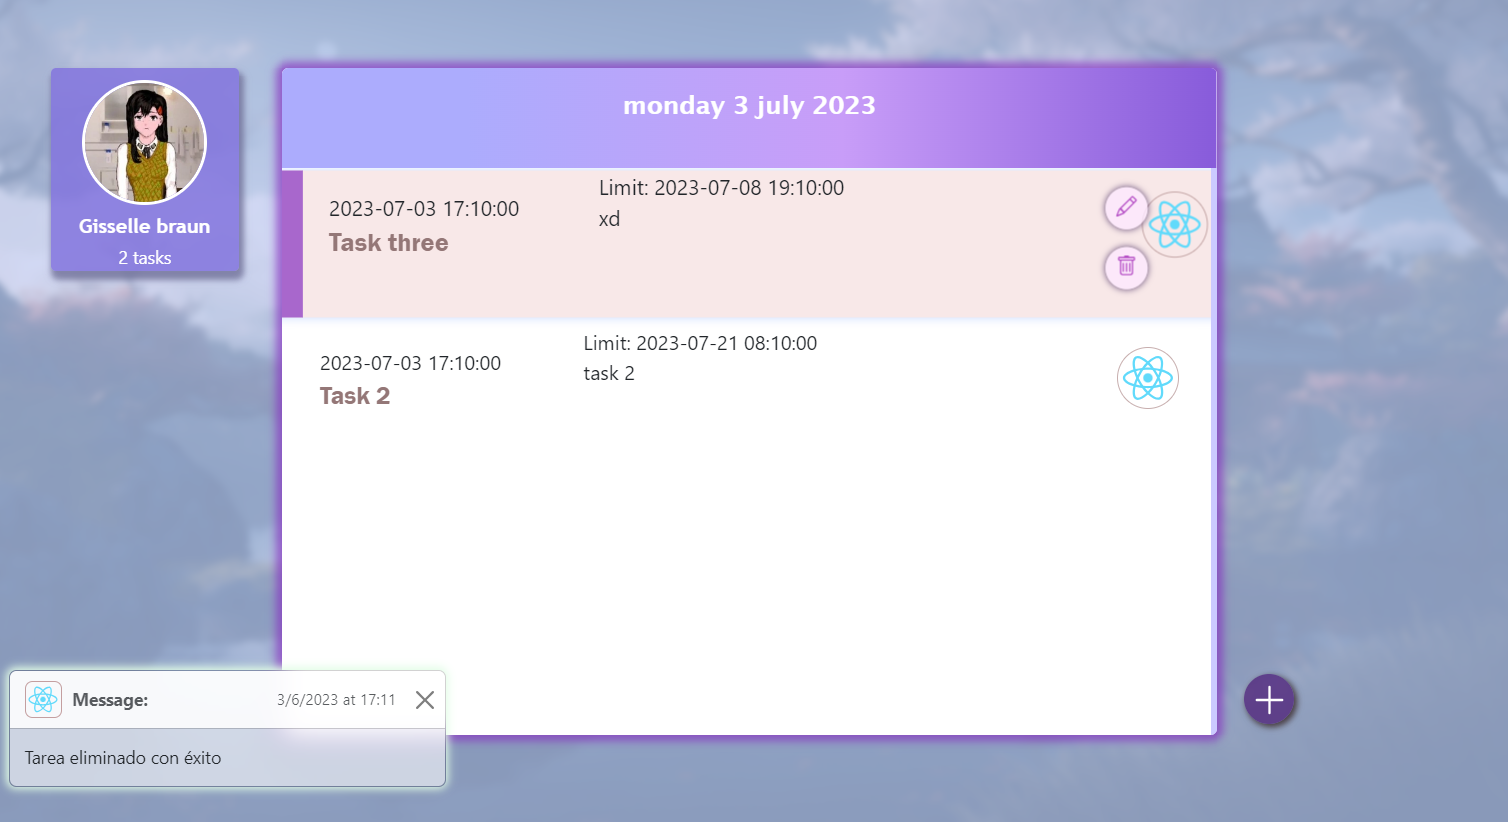 Gisselle braun
2 tasks
monday 3 july 2023
2023-07-03 17:10:00
Task three
Limit: 2023-07-08 19:10:00
xd
2023-07-03 17:10:00
Task 2
Limit: 2023-07-21 08:10:00
task 2
Message:
3/6/2023 at 17:11
Tarea eliminado con éxito